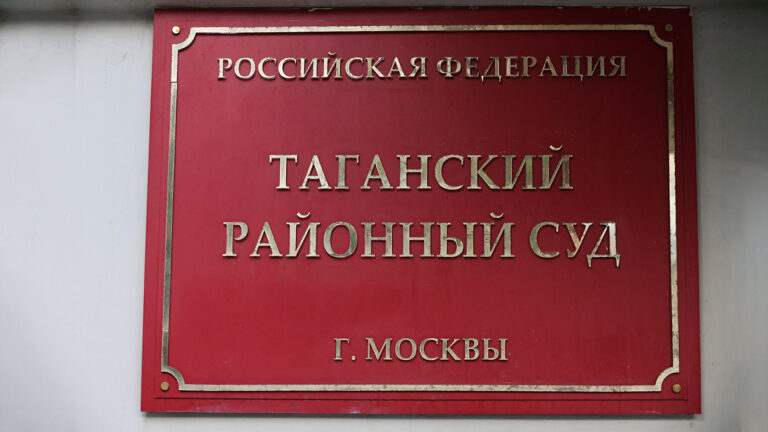 РОССИЙСКАЯ ФЕДЕРАЦИЯ
ТАГАНСКИЙ
РАЙОННЫЙ СУД
Г. МОСКВЫ